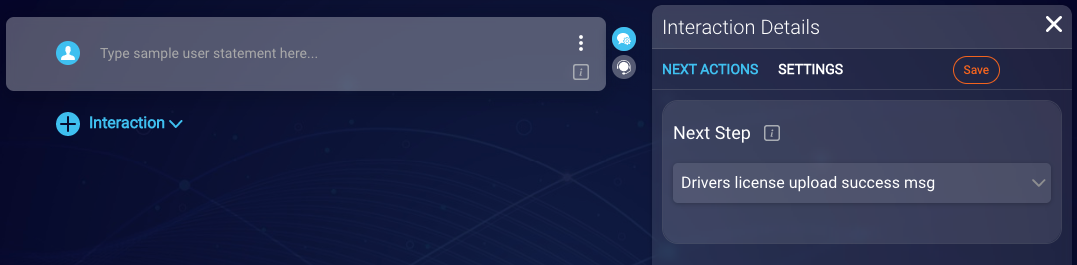 Type sample user statement here...
Interaction
Interaction Details
NEXT ACTIONS SETTINGS Save
Next Step
Drivers license upload success msg